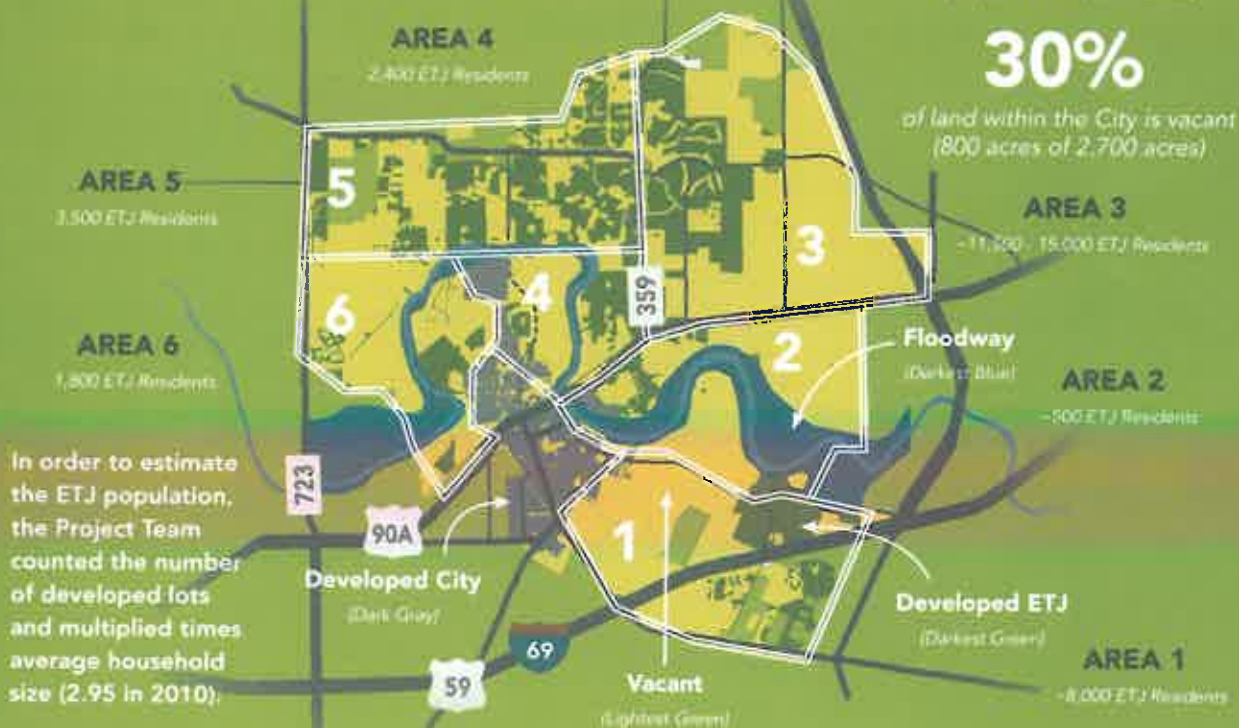 AREA 4
2,400 ETJ Residents
30%
of land within the City is vacant
(800 acres of 2,700 acres)
AREA 5
3,500 ETJ Residents
5
3
AREA 3
15,000 ETJ Residents
4
359
6
AREA 6
1,800 ETJ Residents
2
Floodway
(Darkest Blue)
AREA 2
~500 ETJ Residents
In order to estimate
the ETJ population,
the Project Team
counted the number
of developed lots
and multiplied times
average household
size (2.95 in 2010).
723
90A
1
Developed City
(Dark Gray)
Developed ETJ
(Darkest Green)
69
59
Vacant
(Lightest Green)
AREA 1
~8,000 ETJ Residents